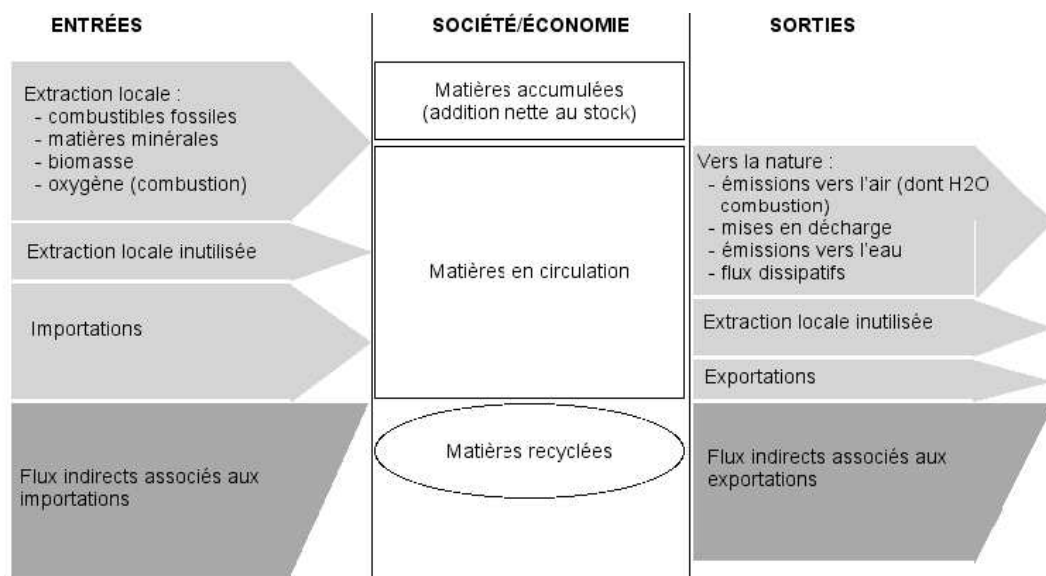 ENTRÉES
SOCIÉTÉ/ÉCONOMIE
SORTIES
Extraction locale :
- combustibles fossiles
- matières minérales
- biomasse
- oxygène (combustion)
Extraction locale inutilisée
Importations
Flux indirects associés aux
importations
Matières accumulées
(addition nette au stock)
Matières en circulation
Matières recyclées
Vers la nature :
- émissions vers l'air (dont H2O
combustion)
- mises en décharge
- émissions vers l'eau
- flux dissipatifs
Extraction locale inutilisée
Exportations
Flux indirects associés aux
exportations